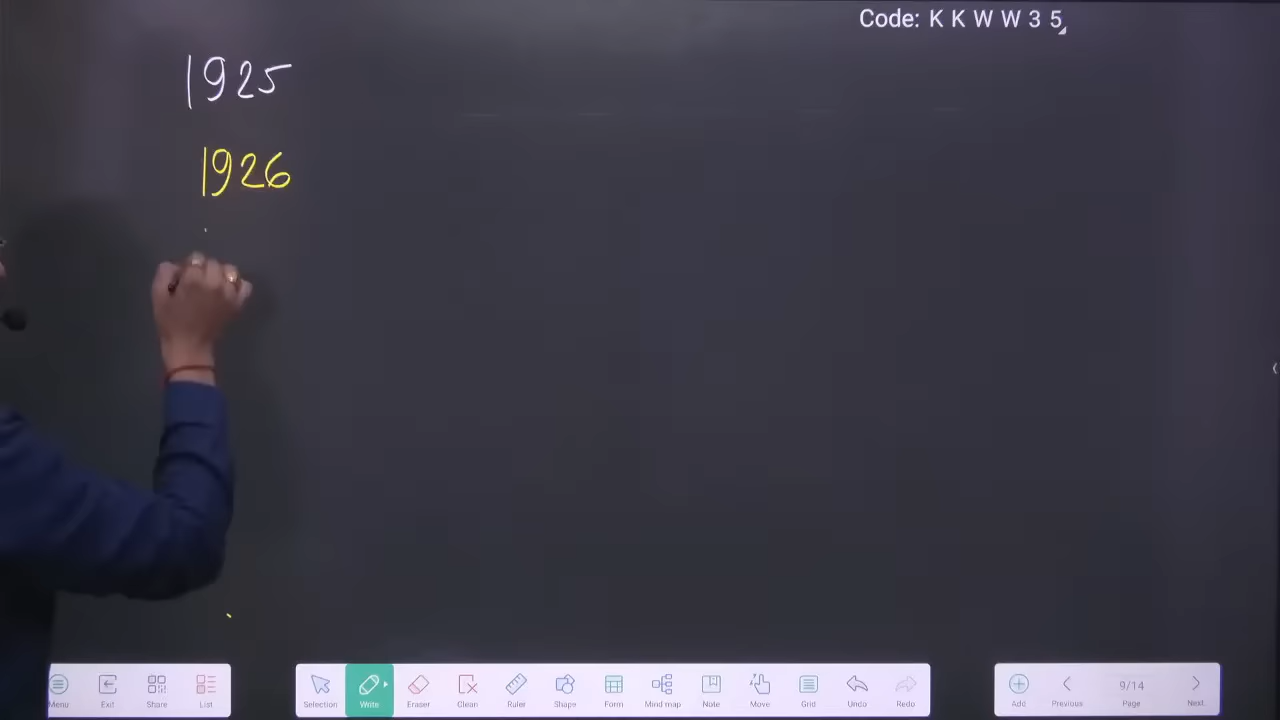 Code: K K W W 3 5
1925
1926
Menu Exit Share List
Selection Write Eraser Clean Ruler Shape Form Mind map Note Move Grid Undo Redo
Add Previous 9/14 Page Next